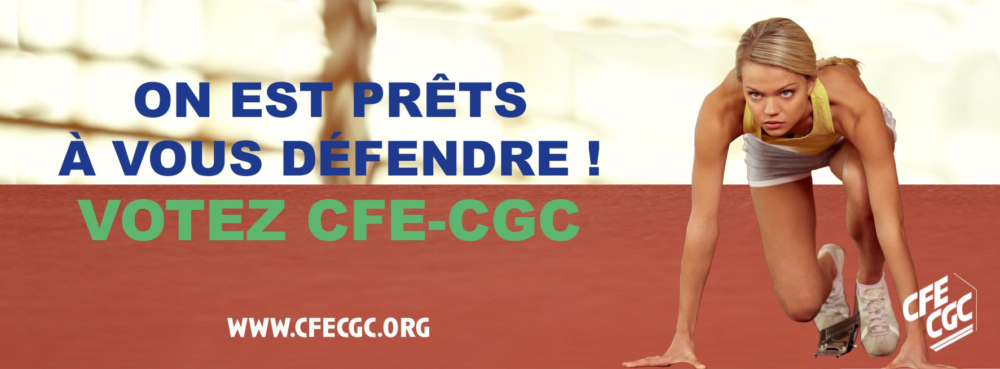 ON EST PRÊTS
À VOUS DÉFENDRE !
VOTEZ CFE-CGC
WWW.CFECGC.ORG
CFE
CGC